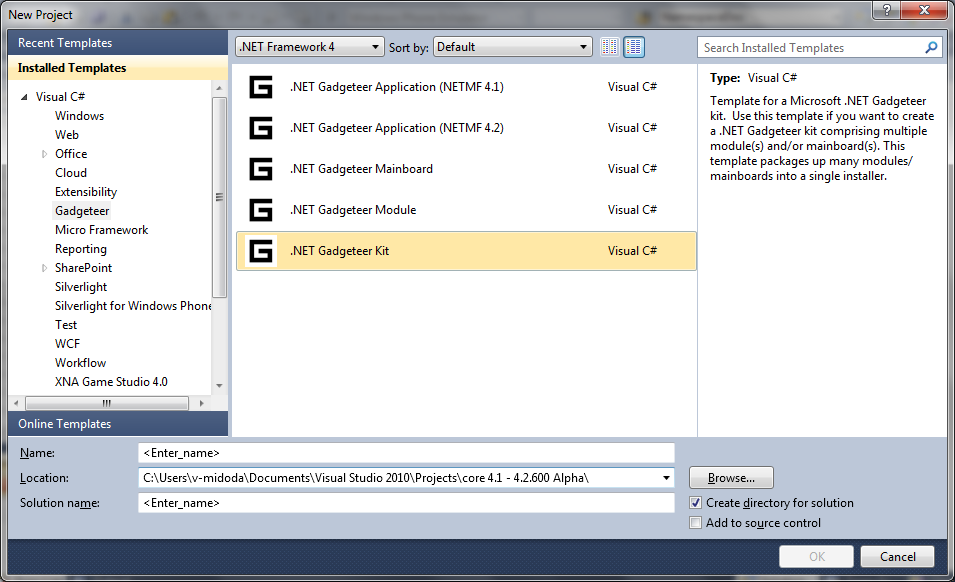 New Project
?
Recent Templates
Installed Templates
Visual C#
Windows
Web
Office
Cloud
Extensibility
Gadgeteer
Micro Framework
Reporting
SharePoint
Silverlight
Silverlight for Windows Phone
Test
WCF
Workflow
XNA Game Studio 4.0
Online Templates
.NET Framework 4
Sort by: Default
.NET Gadgeteer Application (NETMF 4.1) Visual C#
.NET Gadgeteer Application (NETMF 4.2) Visual C#
.NET Gadgeteer Mainboard Visual C#
.NET Gadgeteer Module Visual C#
.NET Gadgeteer Kit Visual C#
Search Installed Templates
Type: Visual C#
Template for a Microsoft .NET Gadgeteer
kit. Use this template if you want to create
a .NET Gadgeteer kit comprising multiple
module(s) and/or mainboard(s). This
template packages up many modules/
mainboards into a single installer.
Name: <Enter_name>
Location: C:\Users\v-midoda\Documents\Visual Studio 2010\Projects\core 4.1 - 4.2.600 Alpha\
Browse...
Solution name: <Enter_name>
Create directory for solution
Add to source control
OK
Cancel